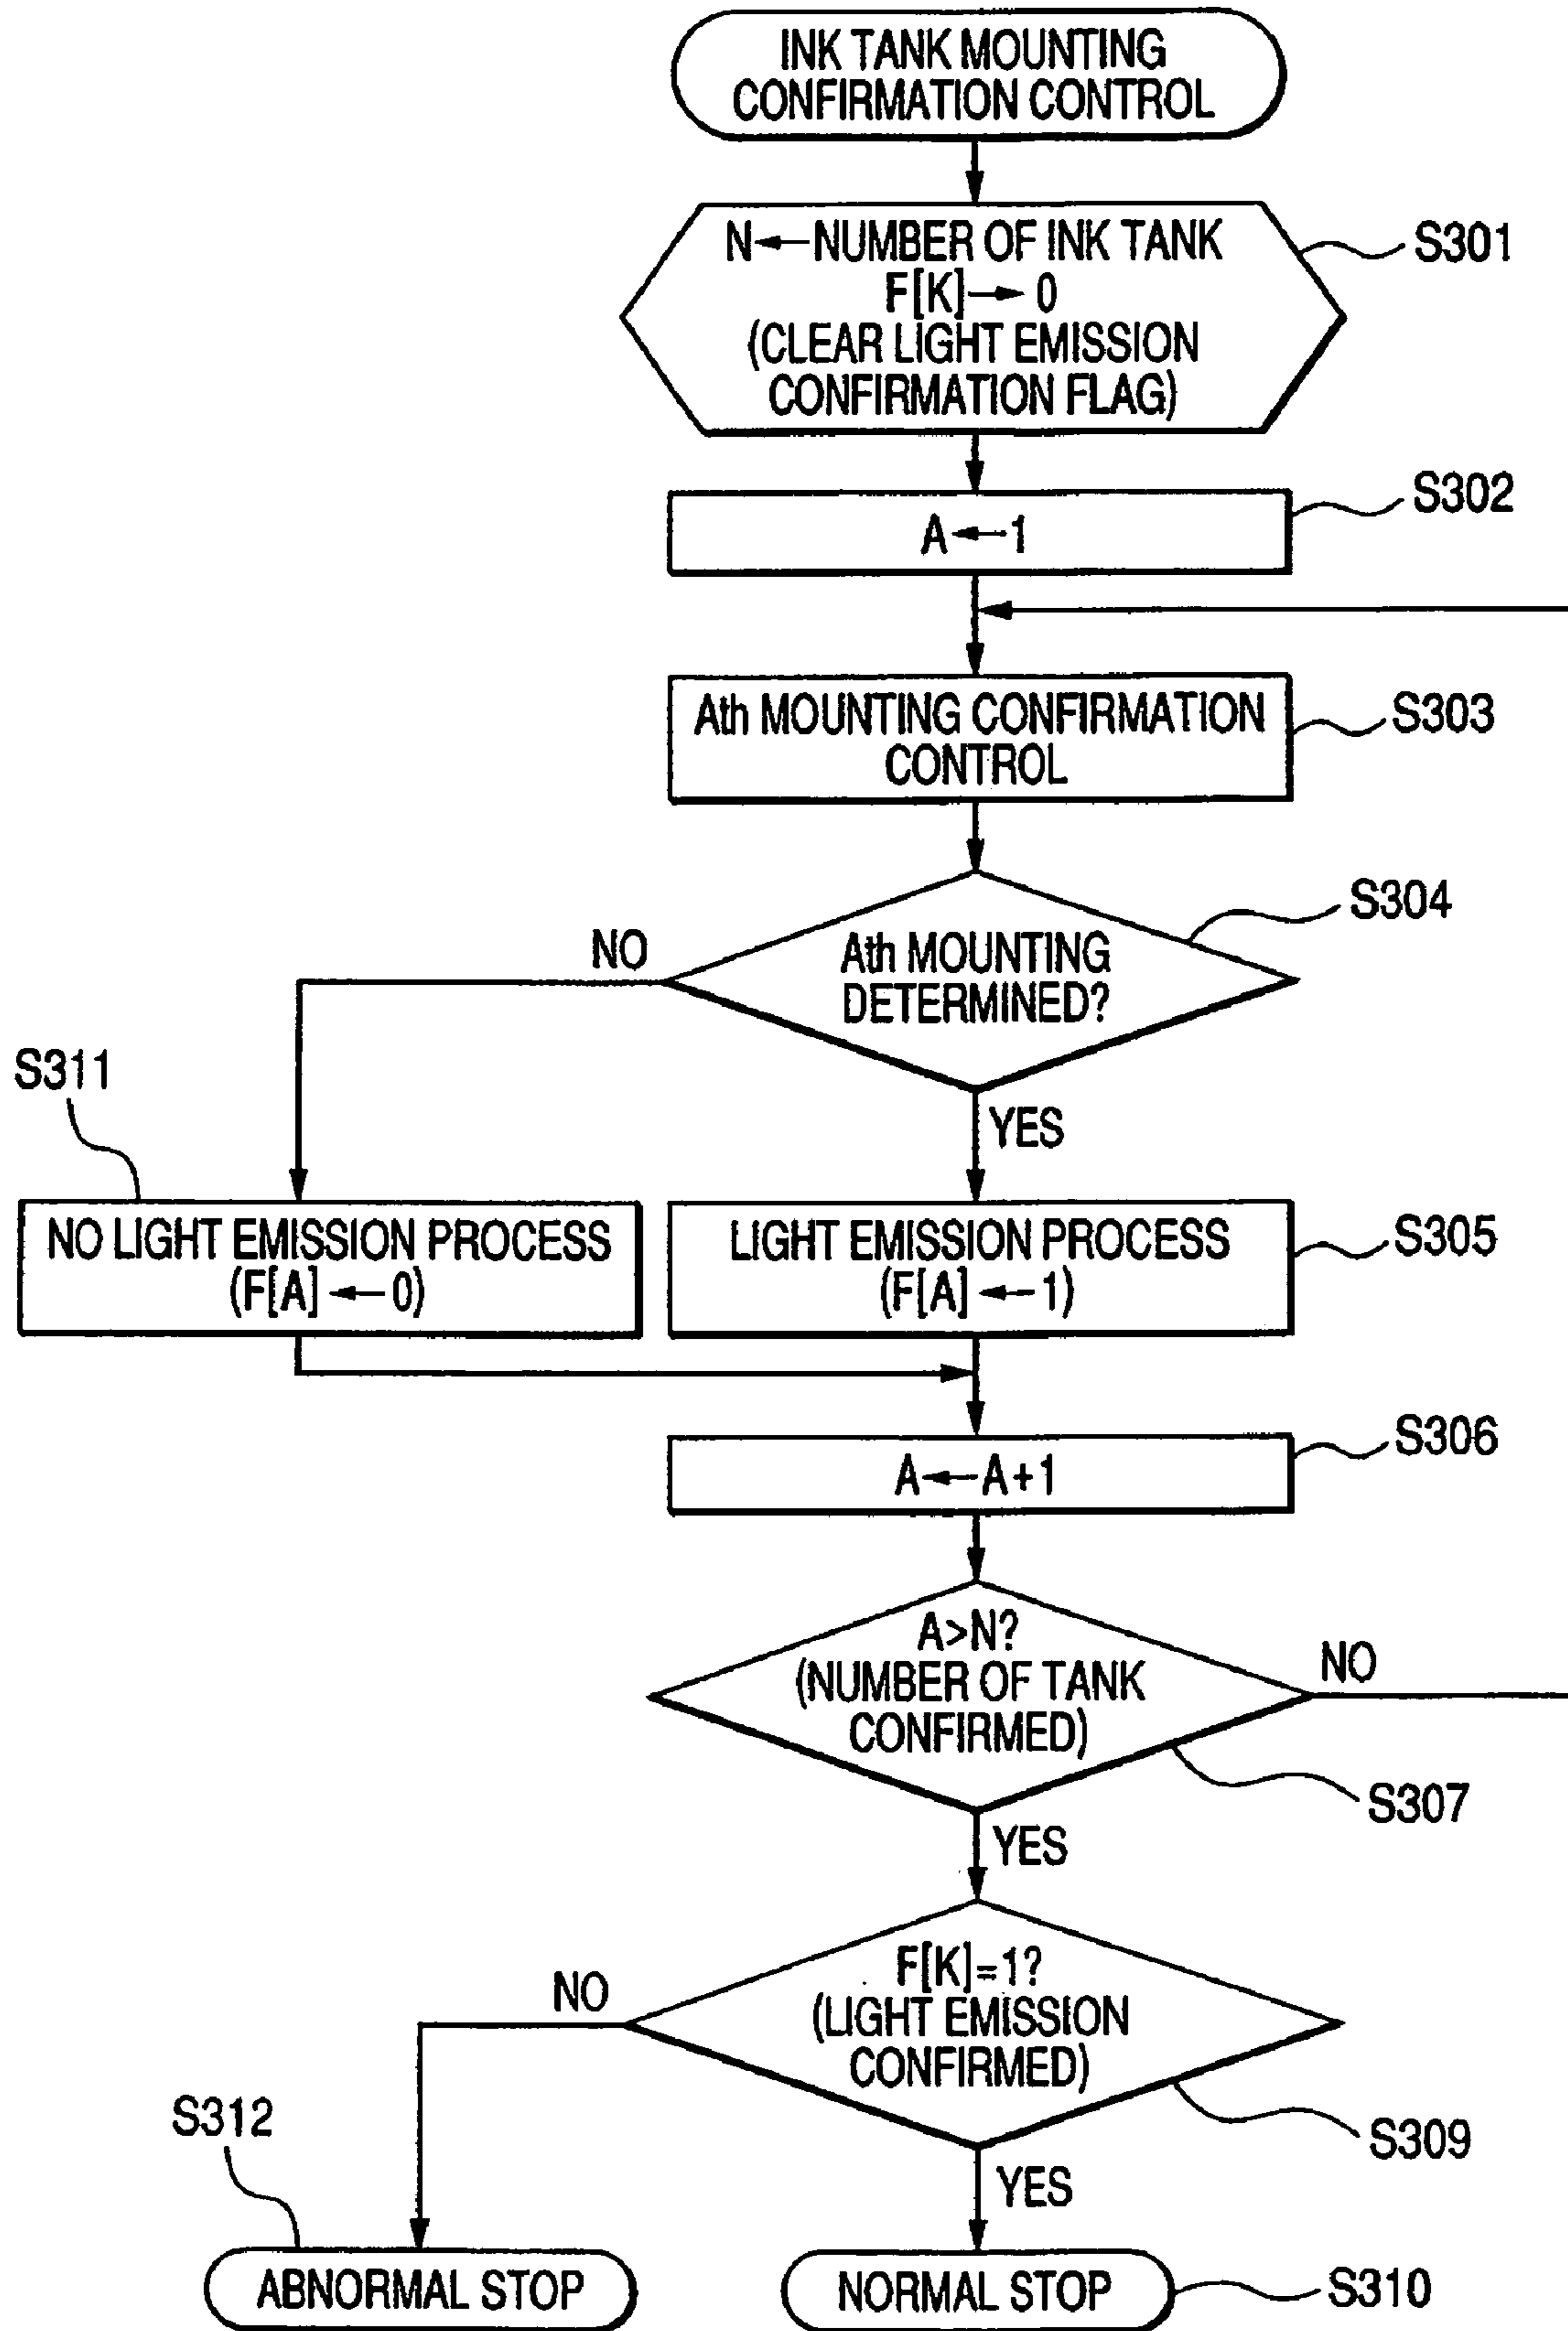 INK TANK MOUNTING
CONFIRMATION CONTROL
N←NUMBER OF INK TANK
F[K]→0
(CLEAR LIGHT EMISSION
CONFIRMATION FLAG)
S301
A←1
S302
Ath MOUNTING CONFIRMATION
CONTROL
S303
Ath MOUNTING
DETERMINED?
S304
NO
YES
S311
NO LIGHT EMISSION PROCESS
(F[A]←0)
LIGHT EMISSION PROCESS
(F[A]←1)
S305
A←A+1
S306
A>N?
(NUMBER OF TANK
CONFIRMED)
NO
S307
YES
F[K]=1?
(LIGHT EMISSION
CONFIRMED)
NO
S309
YES
S312
ABNORMAL STOP
NORMAL STOP
S310